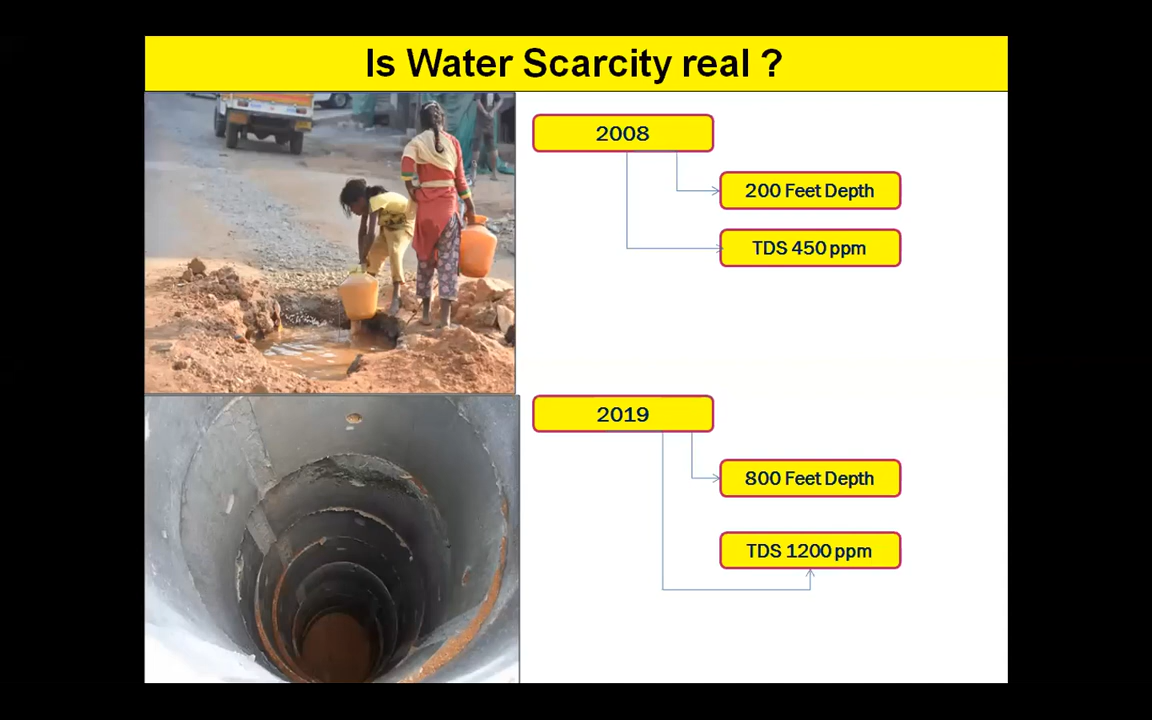 Is Water Scarcity real ?
2008
200 Feet Depth
TDS 450 ppm
2019
800 Feet Depth
TDS 1200 ppm